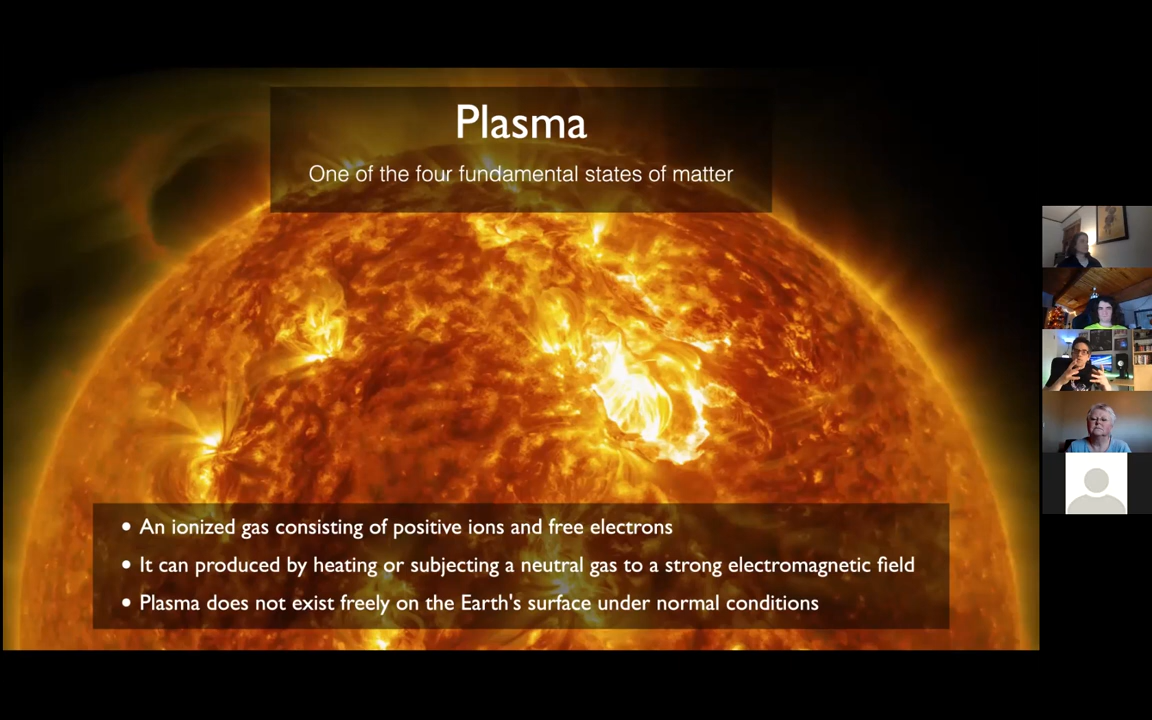 Plasma
One of the four fundamental states of matter
• An ionized gas consisting of positive ions and free electrons
• It can produced by heating or subjecting a neutral gas to a strong electromagnetic field
• Plasma does not exist freely on the Earth's surface under normal conditions